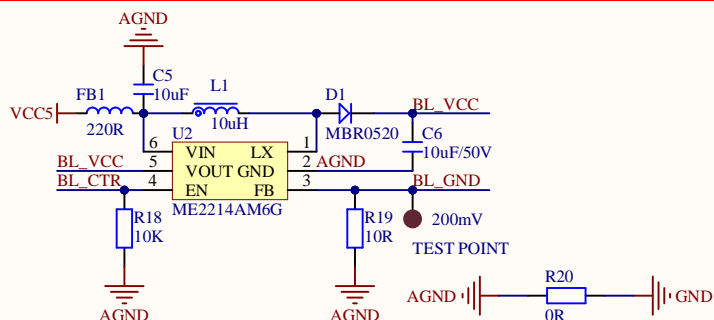 AGND
C5
10uF
L1
10uH
FB1
220R
VCC5
D1
MBR0520
BL_VCC
C6
10uF/50V
U2
6 VIN LX 1
BL_VCC 5 VOUT GND 2 AGND
BL_CTR 4 EN FB 3 BL_GND
ME2214AM6G
R18
10K
R19
10R
200mV
TEST POINT
AGND
AGND
AGND
R20
0R
GND